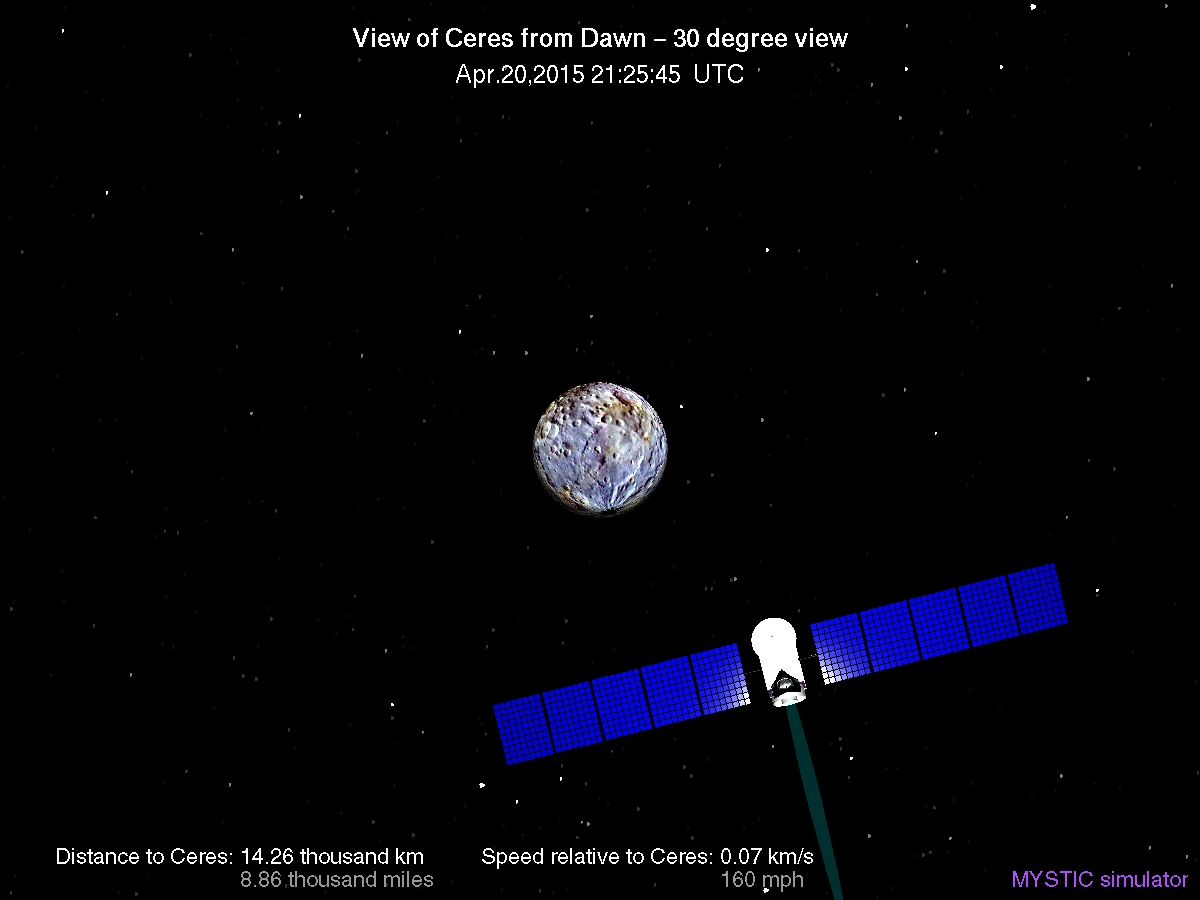 View of Ceres from Dawn – 30 degree view
Apr.20,2015 21:25:45 UTC
Distance to Ceres: 14.26 thousand km
8.86 thousand miles
Speed relative to Ceres: 0.07 km/s
160 mph
MYSTIC simulator